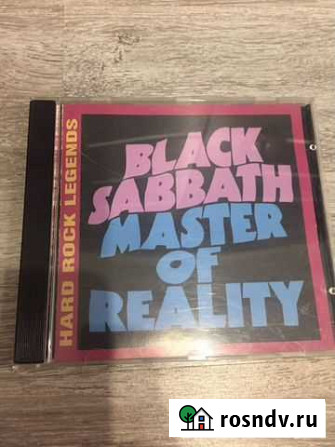 HARD ROCK LEGENDS
BLACK
SABBATH
MASTER
OF
REALITY
rosndv.ru